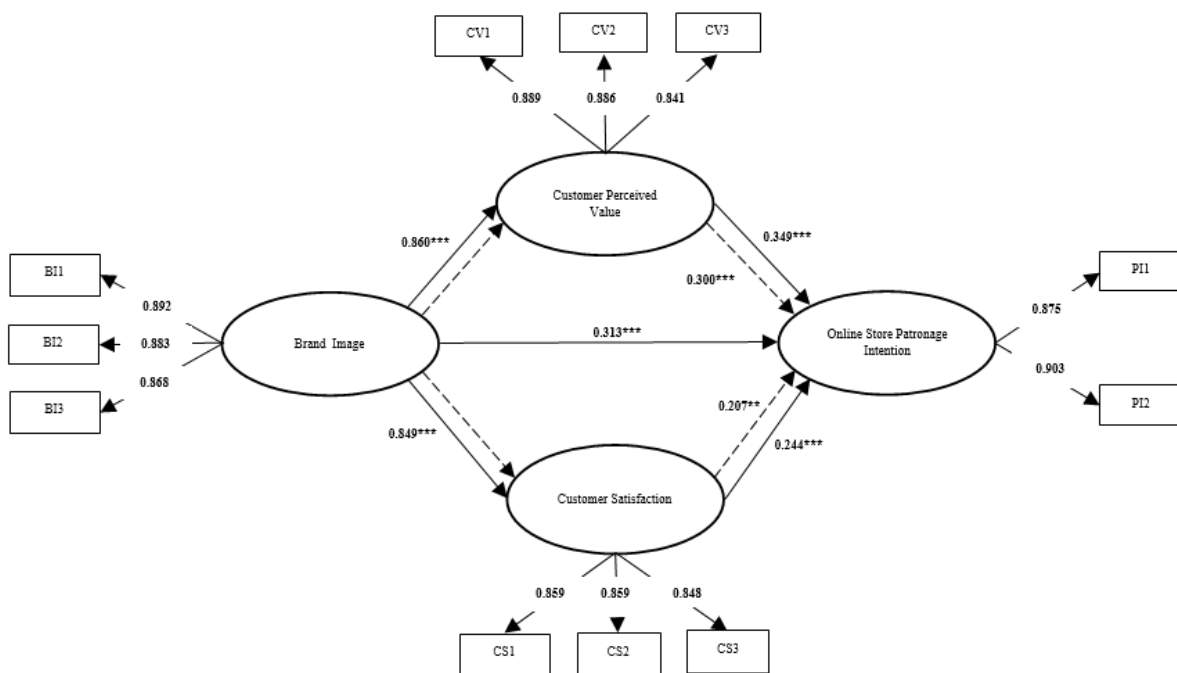 CV1
CV2
CV3
0.889
0.886
0.841
Customer Perceived
Value
0.860***
0.349***
0.300***
BI1
BI2
BI3
0.892
0.883
0.868
Brand Image
0.313***
Online Store Patronage
Intention
PI1
PI2
0.875
0.903
0.849***
0.207**
0.244***
Customer Satisfaction
0.859
0.859
0.848
CS1
CS2
CS3